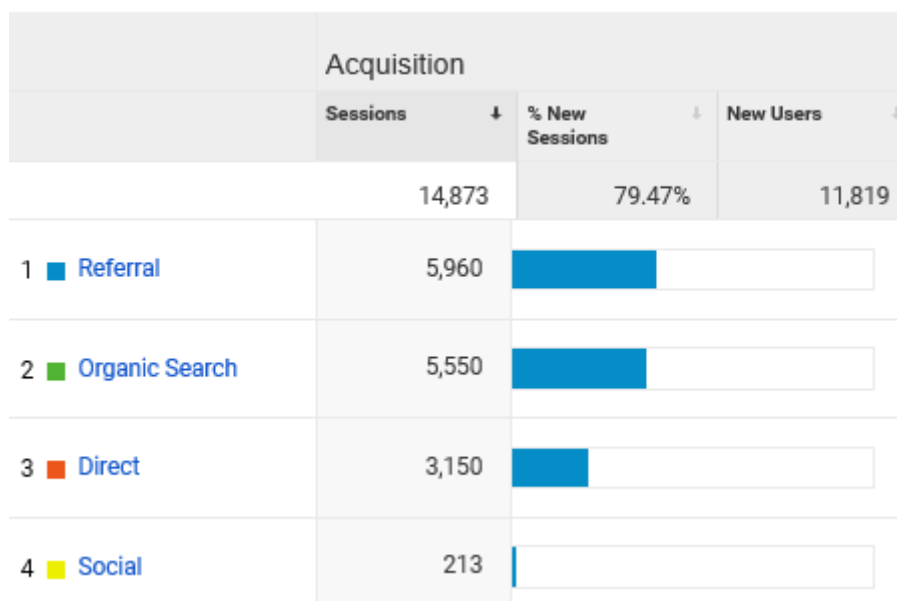 Acquisition
Sessions % New Sessions New Users
14,873 79.47% 11,819
1 Referral 5,960
2 Organic Search 5,550
3 Direct 3,150
4 Social 213